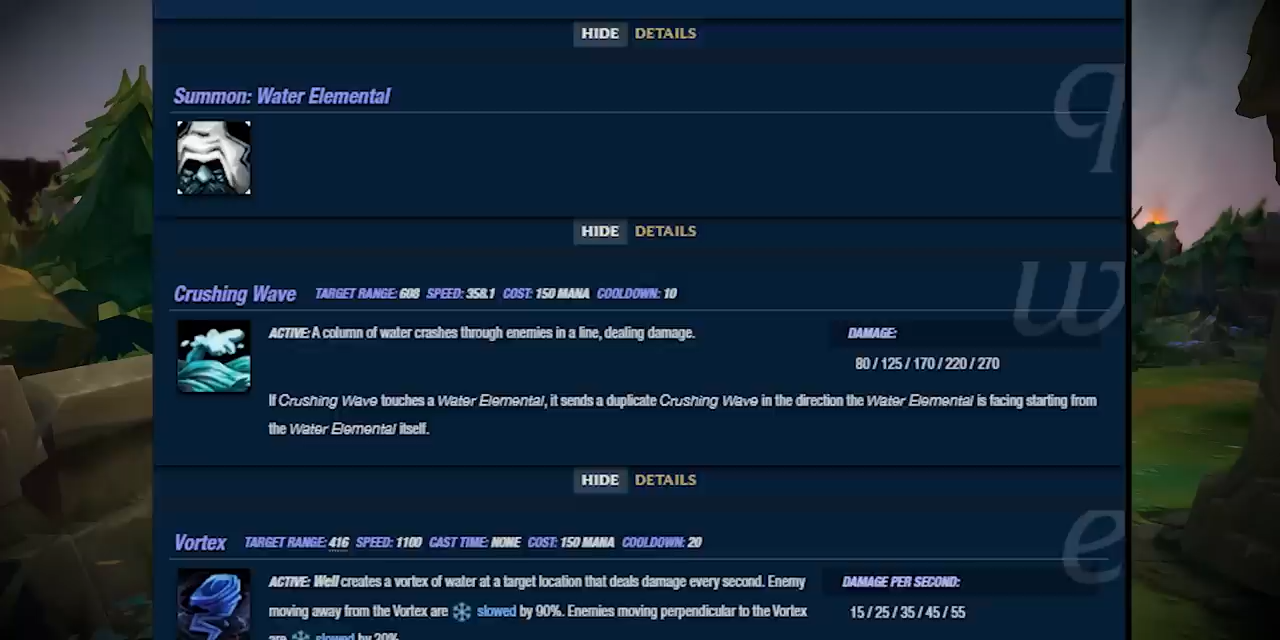 HIDE DETAILS
Summon: Water Elemental
q
HIDE DETAILS
Crushing Wave TARGET RANGE: 608 SPEED: 358.1 COST: 150 MANA COOLDOWN: 10
w
ACTIVE: A column of water crashes through enemies in a line, dealing damage.
DAMAGE:
80 / 125 / 170 / 220 / 270
If Crushing Wave touches a Water Elemental, it sends a duplicate Crushing Wave in the direction the Water Elemental is facing starting from
the Water Elemental itself.
HIDE DETAILS
Vortex TARGET RANGE: 416 SPEED: 1100 CAST TIME: NONE COST: 150 MANA COOLDOWN: 20
e
ACTIVE: Well creates a vortex of water at a target location that deals damage every second. Enemy
moving away from the Vortex are slowed by 90%. Enemies moving perpendicular to the Vortex
are slowed by 20%.
DAMAGE PER SECOND:
15 / 25 / 35 / 45 / 55